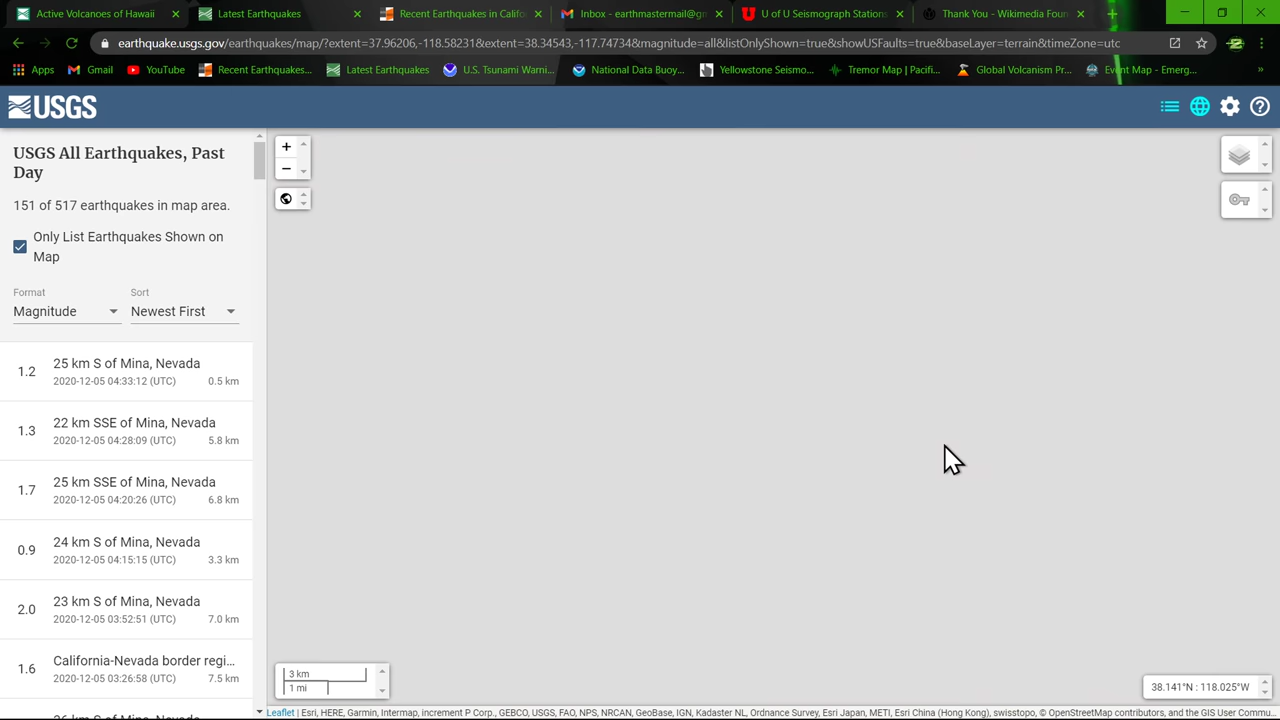 Active Volcanoes of Hawaii
Latest Earthquakes
Recent Earthquakes in Califo
Inbox - earthmastermail@g
U of U Seismograph Stations
Thank You - Wikimedia Foun
earthquake.usgs.gov/earthquakes/map/?extent=37.96206,-118.58231&extent=38.34543,-117.74734&magnitude=all&listOnlyShown=true&showUSFaults=true&baseLayer=terrain&timeZone=utc
Apps
Gmail
YouTube
Recent Earthquakes...
Latest Earthquakes
U.S. Tsunami Warni...
National Data Buoy...
Yellowstone Seismo...
Tremor Map | Pacifi...
Global Volcanism Pr...
Event Map - Emerg...
»
USGS
USGS All Earthquakes, Past
Day
151 of 517 earthquakes in map area.
Only List Earthquakes Shown on
Map
Format
Sort
Magnitude
Newest First
1.2
25 km S of Mina, Nevada
2020-12-05 04:33:12 (UTC)
0.5 km
1.3
22 km SSE of Mina, Nevada
2020-12-05 04:28:09 (UTC)
5.8 km
1.7
25 km SSE of Mina, Nevada
2020-12-05 04:20:26 (UTC)
6.8 km
0.9
24 km S of Mina, Nevada
2020-12-05 04:15:15 (UTC)
3.3 km
2.0
23 km S of Mina, Nevada
2020-12-05 03:52:51 (UTC)
7.0 km
1.6
California-Nevada border regi...
2020-12-05 03:26:58 (UTC)
7.5 km
+
−
3 km
1 mi
38.141°N : 118.025°W
Leaflet | Esri, HERE, Garmin, Intermap, increment P Corp., GEBCO, USGS, FAO, NPS, NRCAN, GeoBase, IGN, Kadaster NL, Ordnance Survey, Esri Japan, METI, Esri China (Hong Kong), swisstopo, © OpenStreetMap contributors, and the GIS User Commu...